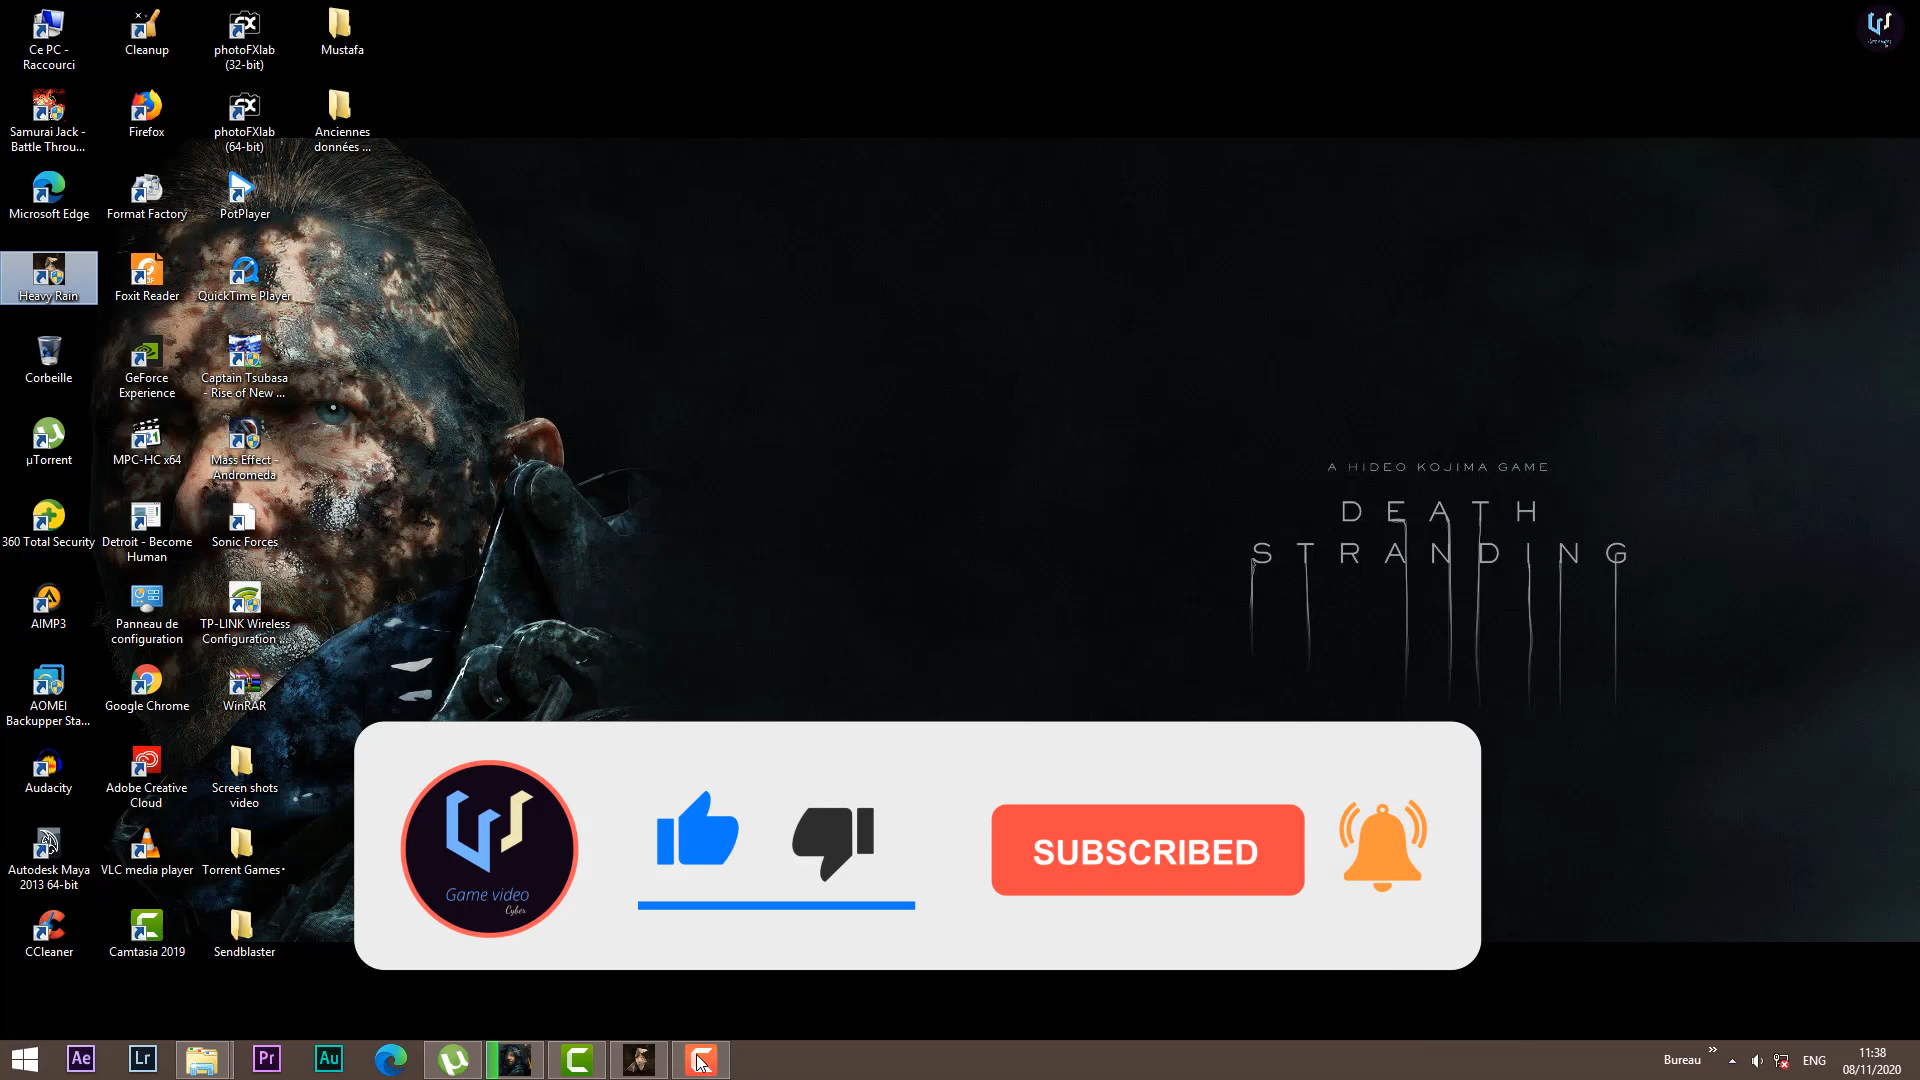 Ce PC -
Raccourci
Cleanup
photoFXlab
(32-bit)
Mustafa
Samurai Jack -
Battle Throu...
Firefox
photoFXlab
(64-bit)
Anciennes
données ...
Microsoft Edge
Format Factory
PotPlayer
Heavy Rain
Foxit Reader
QuickTime Player
Corbeille
GeForce
Experience
Captain Tsubasa
- Rise of New ...
µTorrent
MPC-HC x64
Mass Effect -
Andromeda
360 Total Security
Detroit - Become
Human
Sonic Forces
AIMP3
Panneau de
configuration
TP-LINK Wireless
Configuration ...
AOMEI
Backupper Sta...
Google Chrome
WinRAR
Audacity
Adobe Creative
Cloud
Screen shots
video
Autodesk Maya
2013 64-bit
VLC media player
Torrent Games
CCleaner
Camtasia 2019
Sendblaster
A HIDEO KOJIMA GAME
DEATH
STRANDING
Game video
Cyber
SUBSCRIBED
Ae
Lr
Pr
Au
Bureau
»
ENG
11:38
08/11/2020